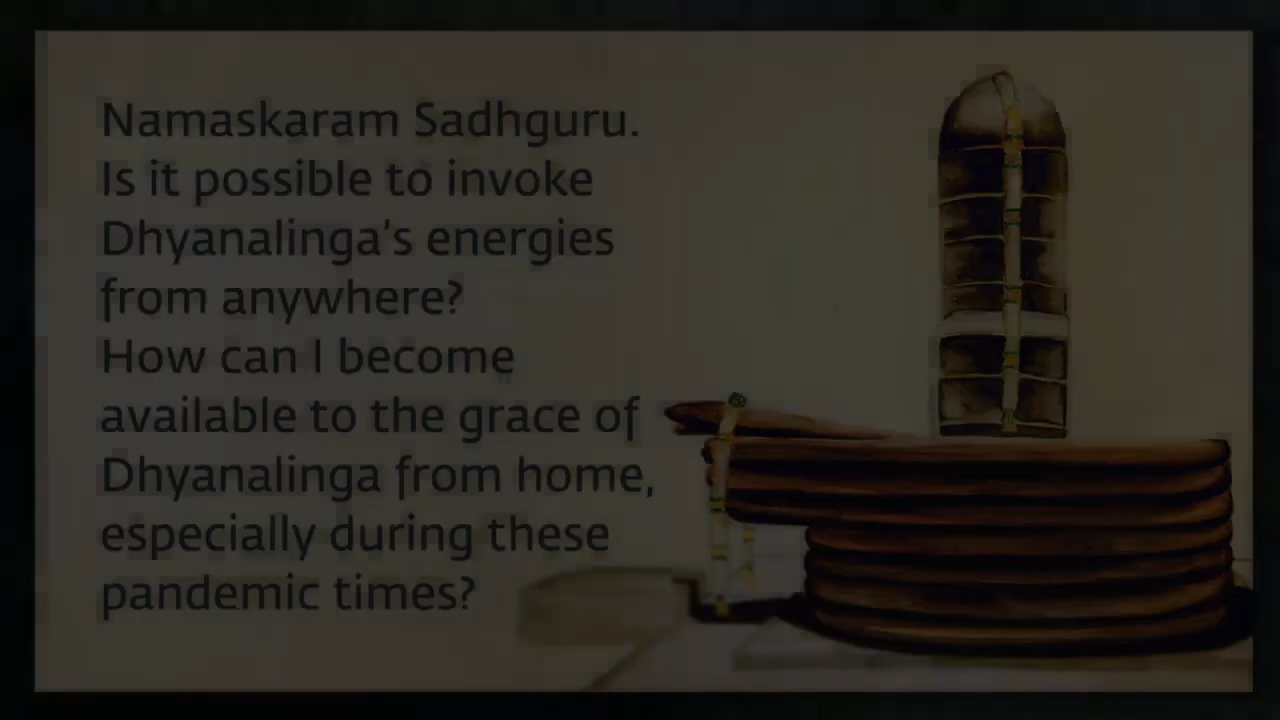 Namaskaram Sadhguru.
Is it possible to invoke
Dhyanalinga's energies
from anywhere?
How can I become
available to the grace of
Dhyanalinga from home,
especially during these
pandemic times?